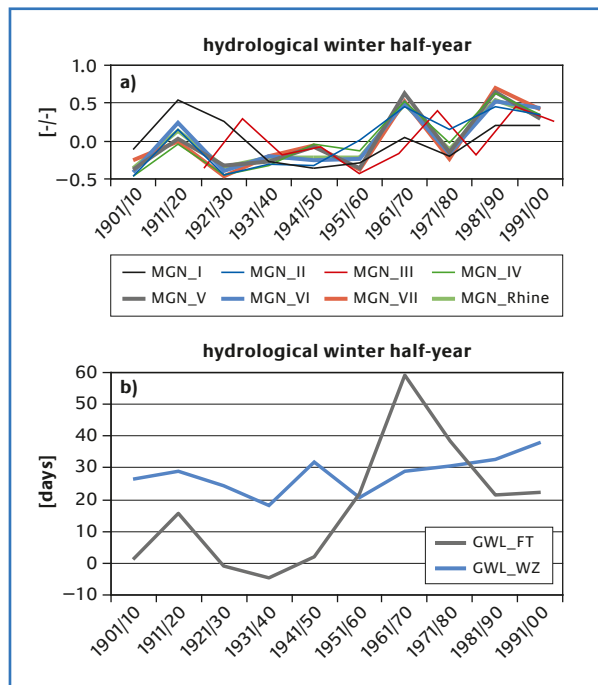 hydrological winter half-year
a)
[-/-]
1.0
0.5
0.0
−0.5
1901/10 1911/20 1921/30 1931/40 1941/50 1951/60 1961/70 1971/80 1981/90 1991/00
MGN_I MGN_II MGN_III MGN_IV
MGN_V MGN_VI MGN_VII MGN_Rhine
hydrological winter half-year
b)
[days]
60
50
40
30
20
10
0
−10
GWL_FT
GWL_WZ
1901/10 1911/20 1921/30 1931/40 1941/50 1951/60 1961/70 1971/80 1981/90 1991/00